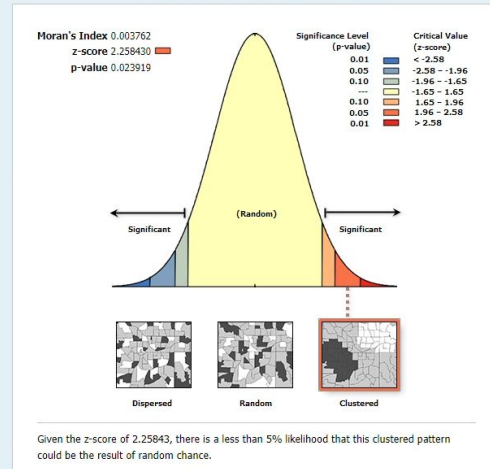 Moran's Index 0.003762
z-score 2.258430
p-value 0.023919
Significance Level
(p-value)
Critical Value
(z-score)
0.01 < -2.58
0.05 -2.58 - -1.96
0.10 -1.96 - -1.65
--- -1.65 - 1.65
0.10 1.65 - 1.96
0.05 1.96 - 2.58
0.01 > 2.58
(Random)
Significant
Significant
Dispersed
Random
Clustered
Given the z-score of 2.25843, there is a less than 5% likelihood that this clustered pattern
could be the result of random chance.